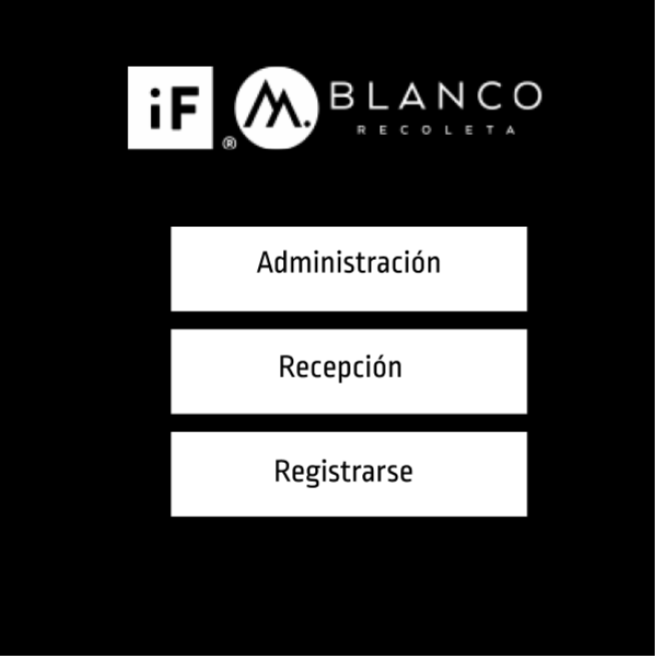 iF ® M. BLANCO
RECOLETA
Administración
Recepción
Registrarse